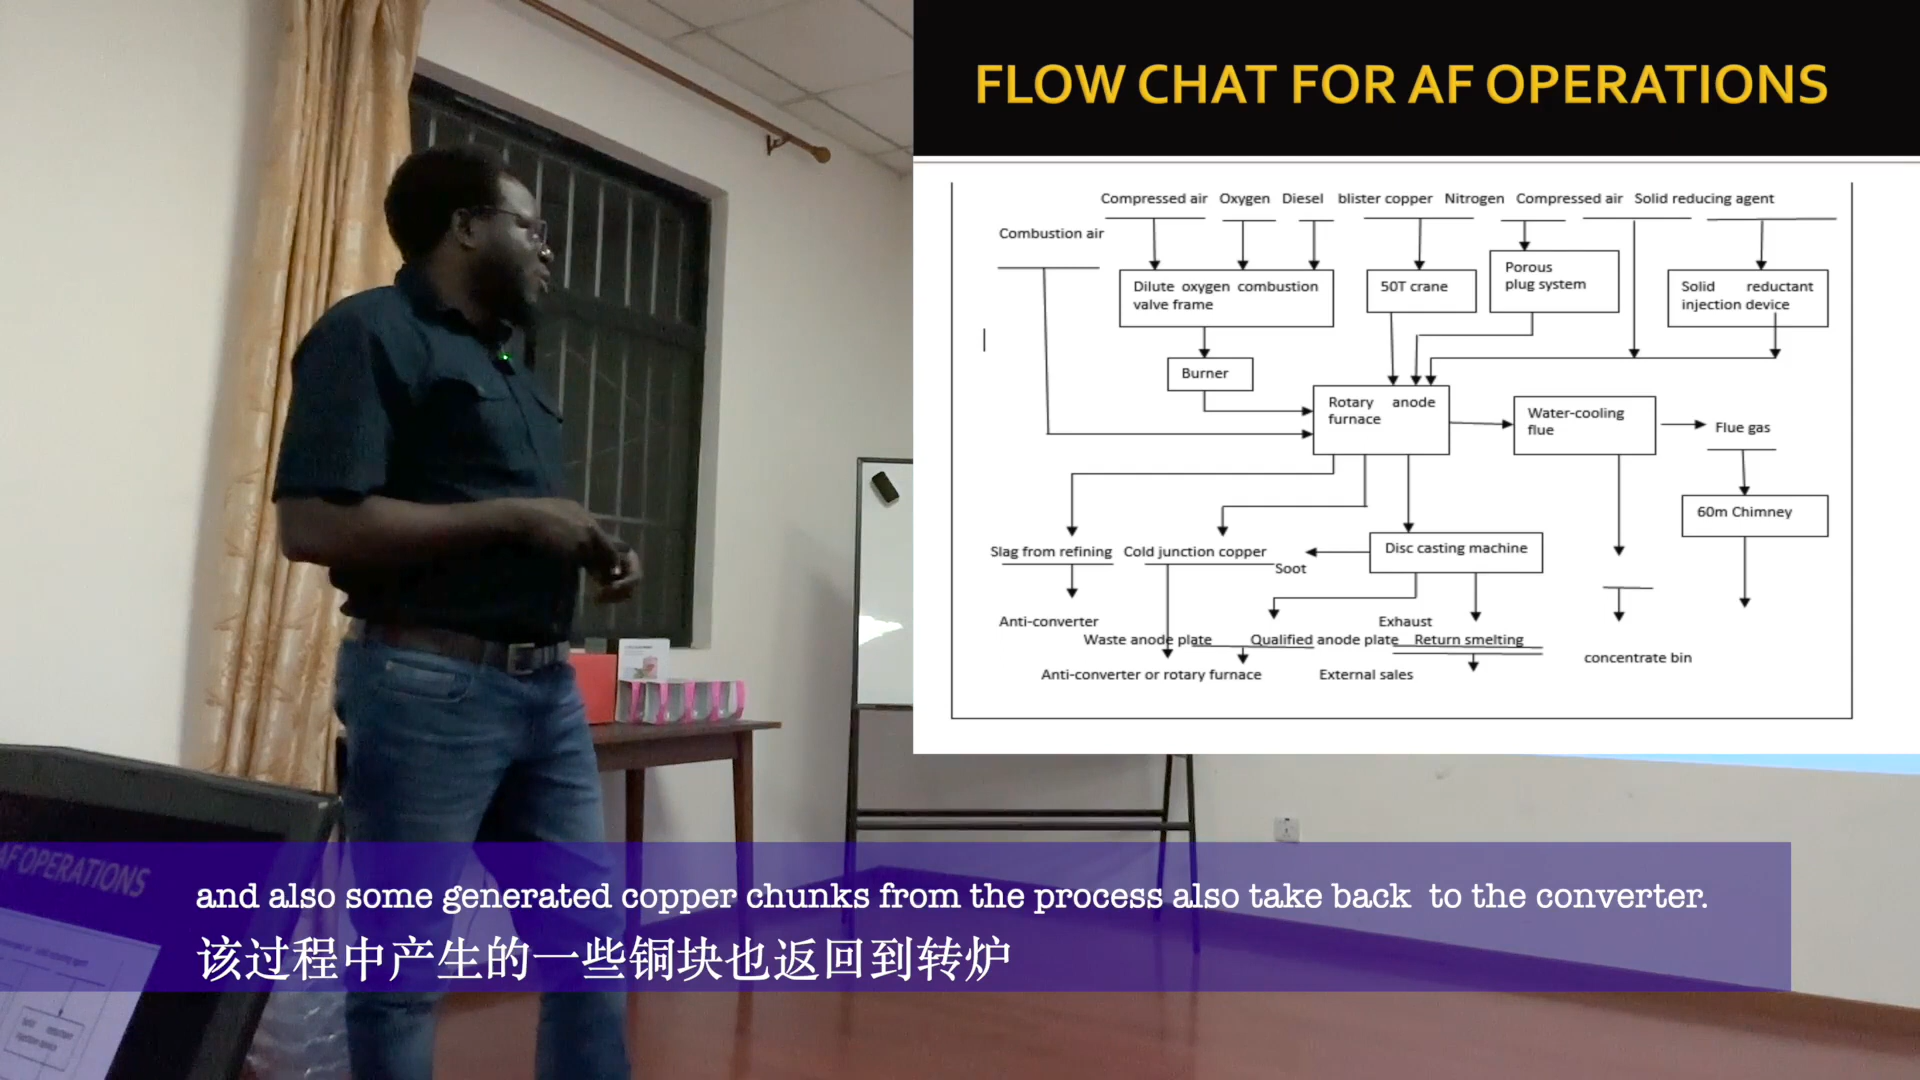 FLOW CHAT FOR AF OPERATIONS
Compressed air Oxygen Diesel blister copper Nitrogen Compressed air Solid reducing agent
Combustion air
Dilute oxygen combustion
valve frame
50T crane
Porous
plug system
Solid reductant
injection device
Burner
Rotary anode
furnace
Water-cooling
flue
Flue gas
60m Chimney
Slag from refining Cold junction copper
Soot
Disc casting machine
Anti-converter
Exhaust
Waste anode plate Qualified anode plate Return smelting
concentrate bin
Anti-converter or rotary furnace External sales
AF OPERATIONS
and also some generated copper chunks from the process also take back to the converter.
该过程中产生的一些铜块也返回到转炉